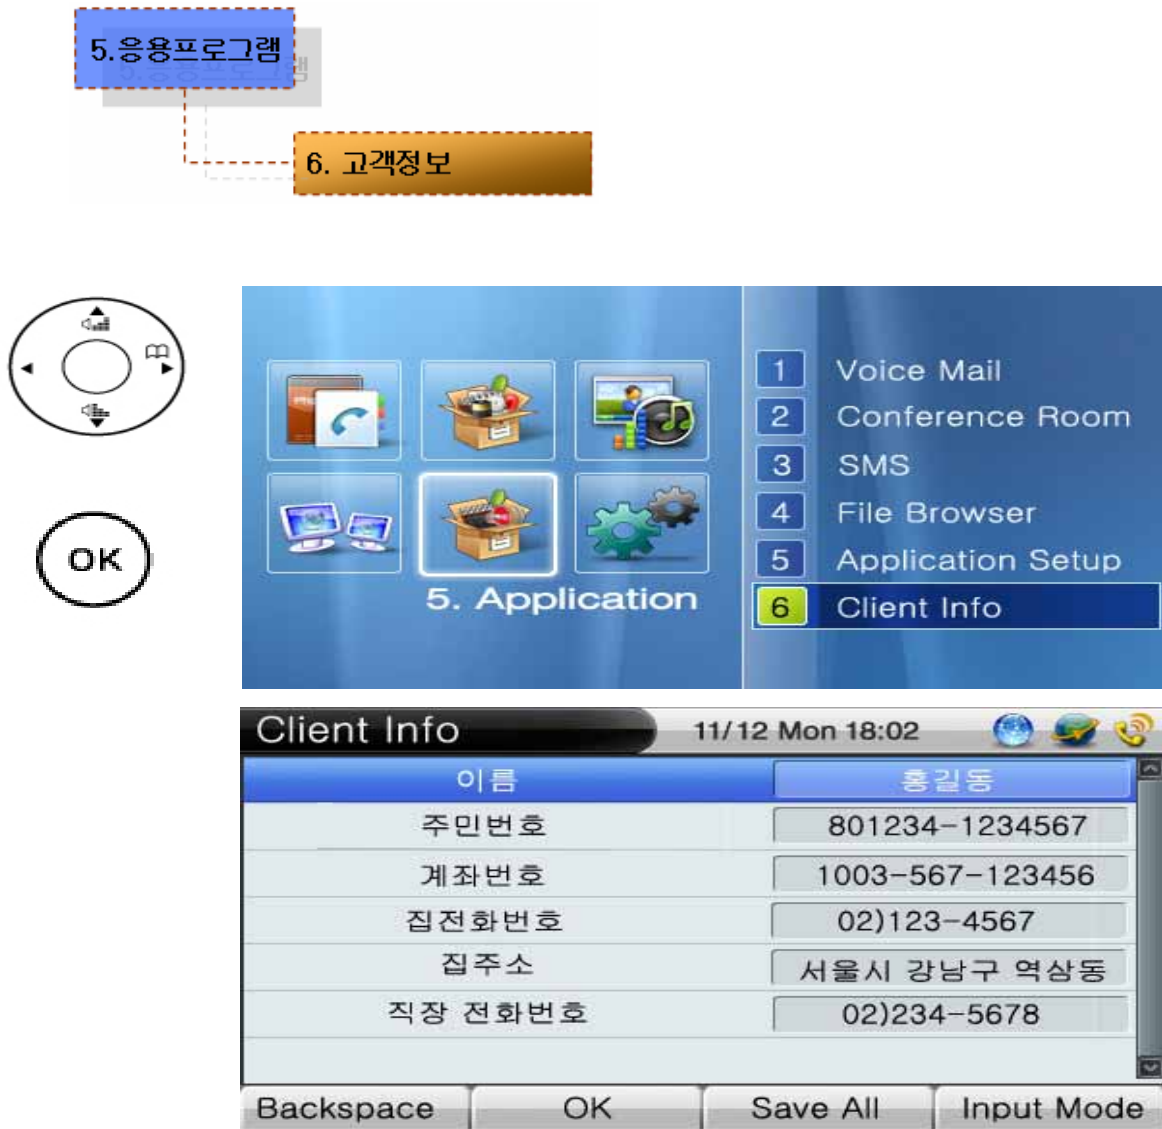 5.응용프로그램
6. 고객정보
OK
1 Voice Mail
2 Conference Room
3 SMS
4 File Browser
5 Application Setup
6 Client Info
5. Application
Client Info 11/12 Mon 18:02
이름 홍길동
주민번호 801234-1234567
계좌번호 1003-567-123456
집전화번호 02)123-4567
집주소 서울시 강남구 역삼동
직장 전화번호 02)234-5678
Backspace OK Save All Input Mode